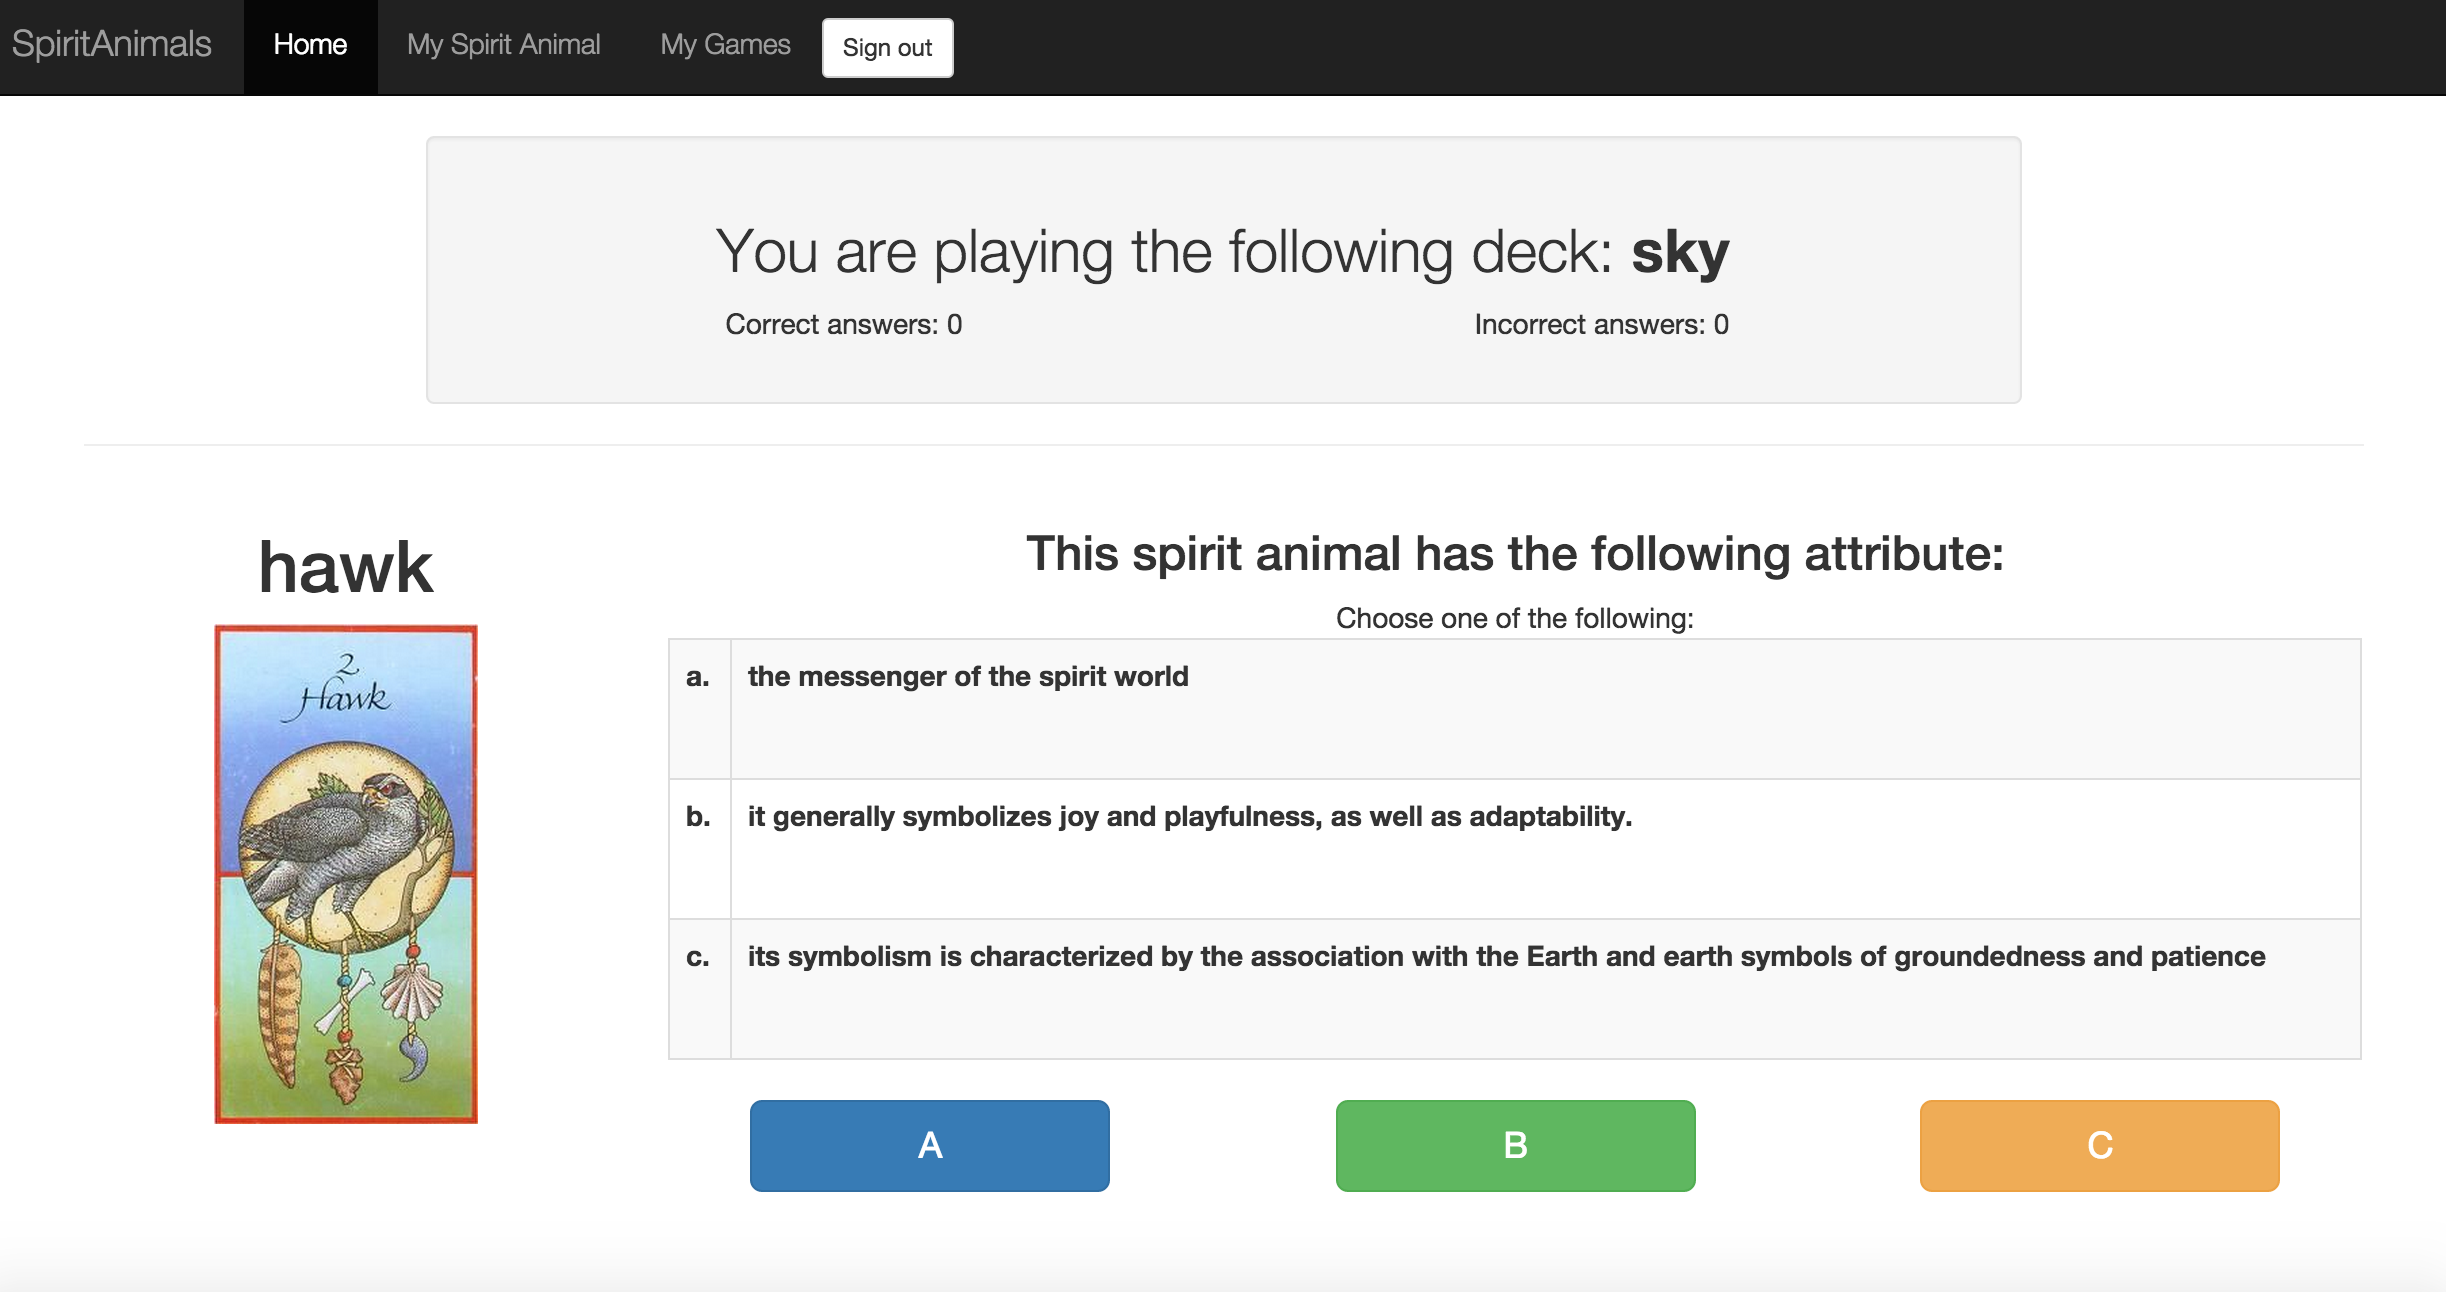 SpiritAnimals Home My Spirit Animal My Games Sign out
You are playing the following deck: sky
Correct answers: 0 Incorrect answers: 0
hawk
2
Hawk
This spirit animal has the following attribute:
Choose one of the following:
a. the messenger of the spirit world
b. it generally symbolizes joy and playfulness, as well as adaptability.
c. its symbolism is characterized by the association with the Earth and earth symbols of groundedness and patience
A B C